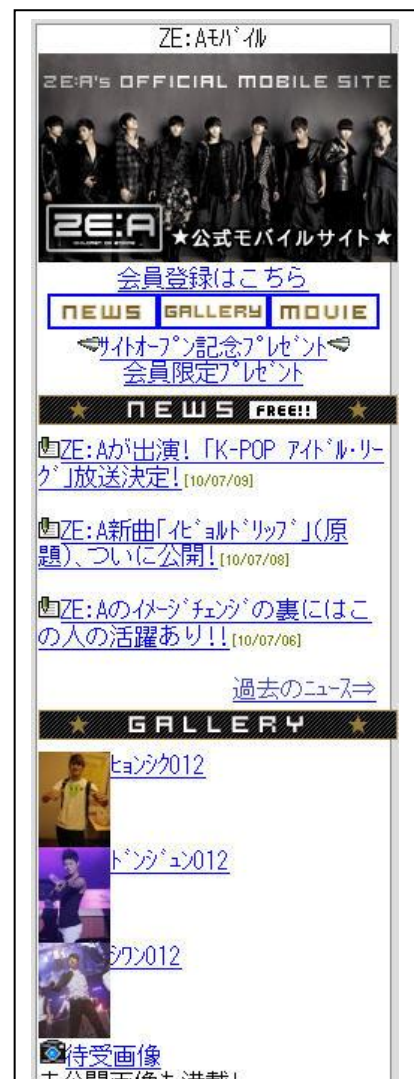 ZE:Aﾓﾊﾞｲﾙ
ZE:A's OFFICIAL MOBILE SITE
ZE:A
★公式モバイルサイト★
会員登録はこちら
NEWS GALLERY MOVIE
ｻｲﾄｵｰﾌﾟﾝ記念ﾌﾟﾚｾﾞﾝﾄ
会員限定ﾌﾟﾚｾﾞﾝﾄ
★ NEWS FREE!! ★
ZE:Aが出演!「K-POP ｱｲﾄﾞﾙ･ﾘｰ
ｸﾞ」放送決定![10/07/09]
ZE:A新曲｢ｲﾋﾞｮﾙﾄﾞﾘｯﾌﾟ｣(原
題)、ついに公開![10/07/08]
ZE:Aのｲﾒｰｼﾞﾁｪﾝｼﾞの裏にはこ
の人の活躍あり!![10/07/06]
過去のﾆｭｰｽ⇒
★ GALLERY ★
ﾋｮﾝｼｸ012
ﾄﾞﾝｼﾞｭﾝ012
ｼﾜﾝ012
待受画像